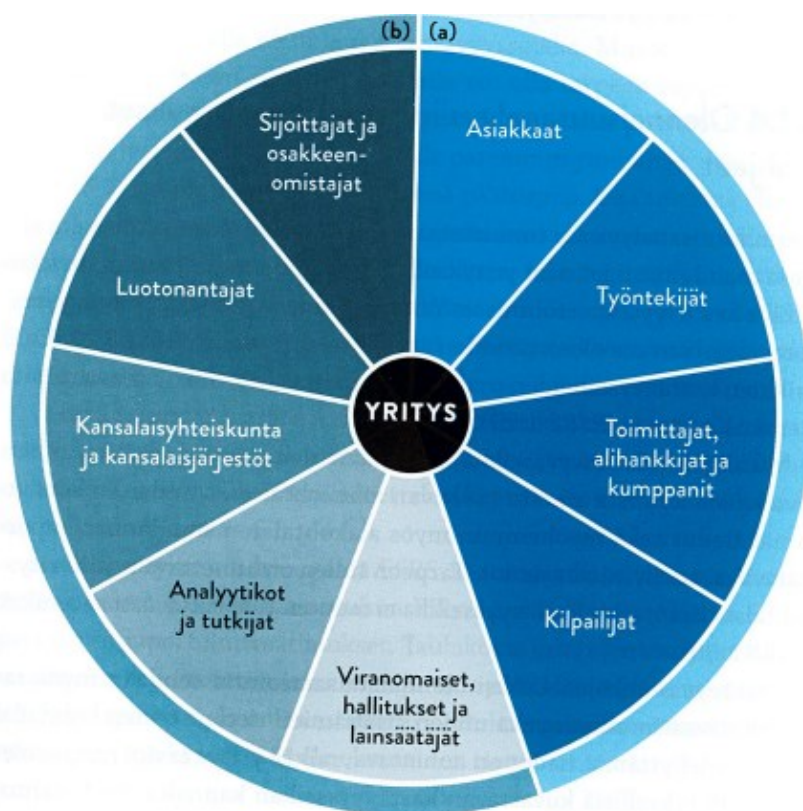 (b)
(a)
Sijoittajat ja
osakkeen-
omistajat
Asiakkaat
Työntekijät
Luotonantajat
YRITYS
Toimittajat,
alihankkijat ja
kumppanit
Kansalaisyhteiskunta
ja kansalaisjärjestöt
Kilpailijat
Analyytikot
ja tutkijat
Viranomaiset,
hallitukset ja
lainsäätäjät